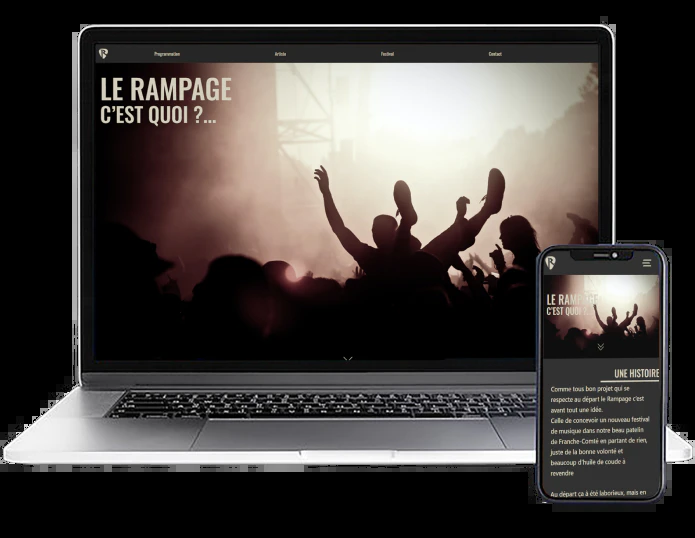 Programmation Artiste Festival Contact
LE RAMPAGE
C'EST QUOI ?...
R
LE RAMPAGE
C'EST QUOI ?...
UNE HISTOIRE
Comme tous bon projet qui se
respecte au départ le Rampage c'est
avant tout une idée.
Celle de concevoir un nouveau festival
de musique dans notre beau patelin
de Franche-Comté en partant de rien,
juste de la bonne volonté et
beaucoup d'huile de coude à
revendre
Au départ ça à été laborieux, mais en